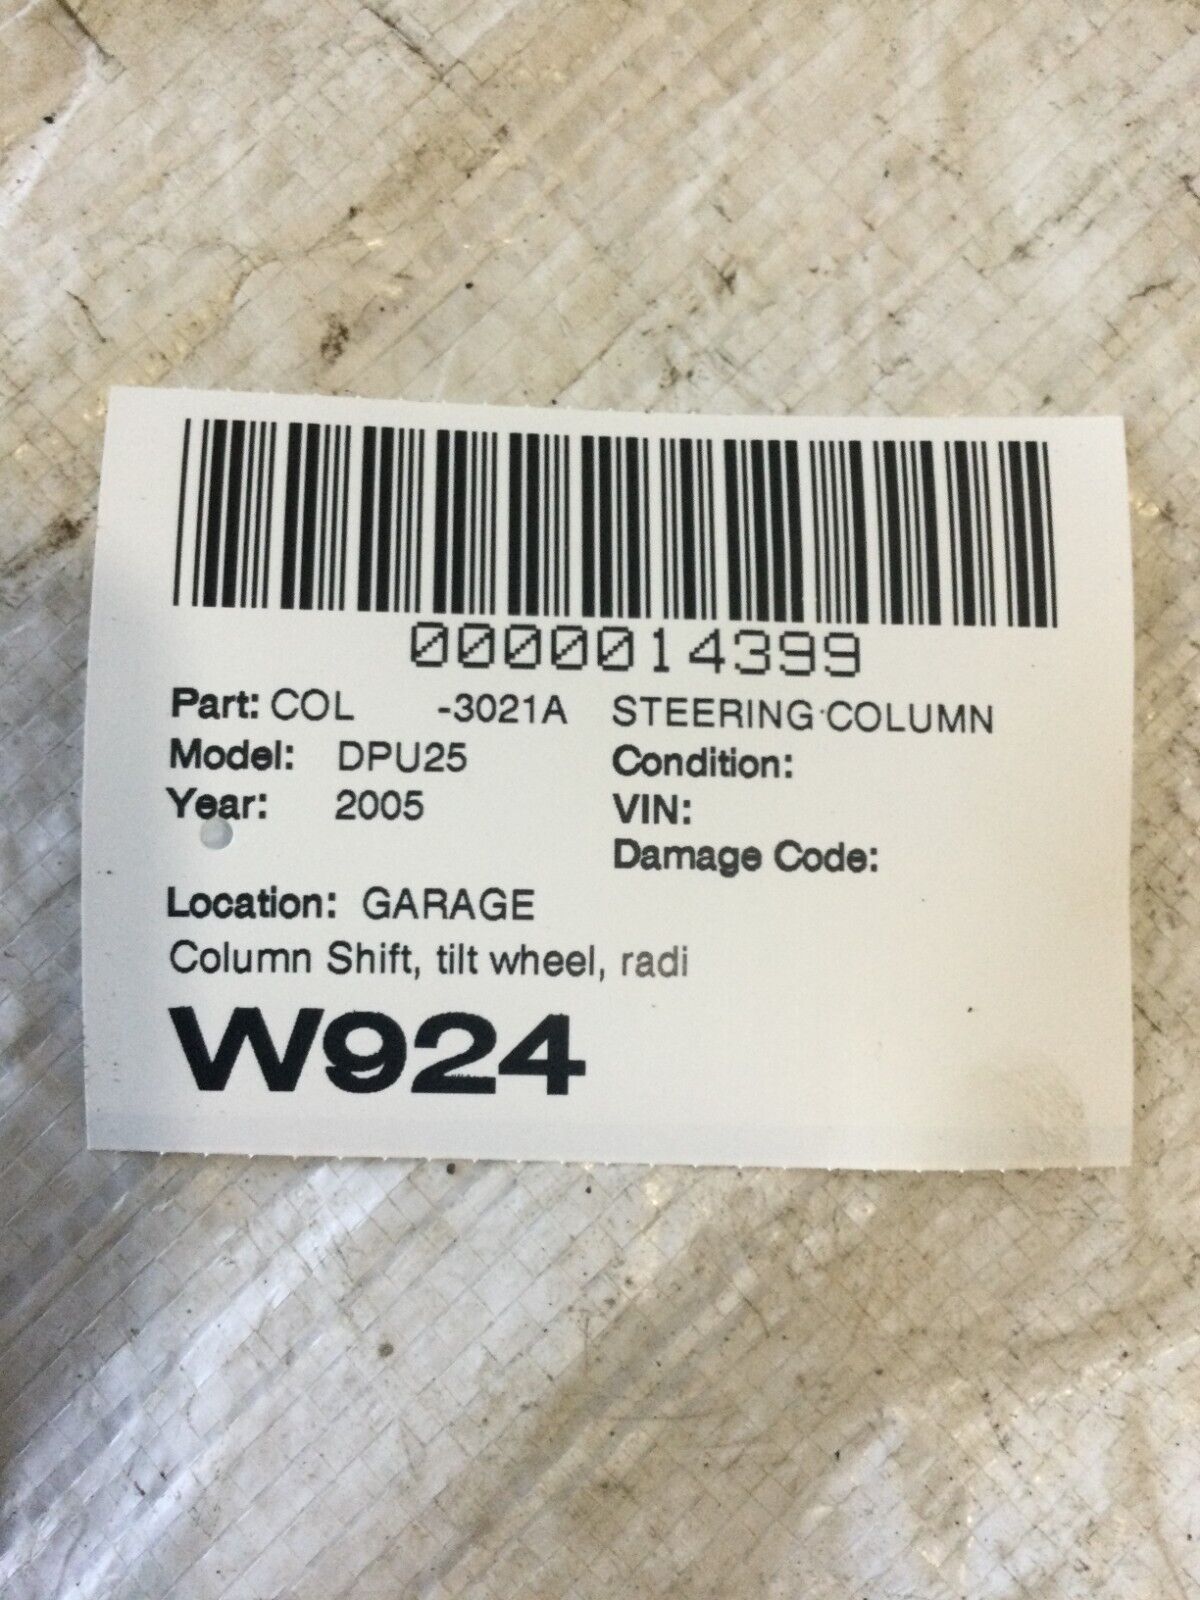 0000014399
Part: COL -3021A STEERING COLUMN
Model: DPU25 Condition:
Year: 2005 VIN:
Damage Code:
Location: GARAGE
Column Shift, tilt wheel, radi
W924